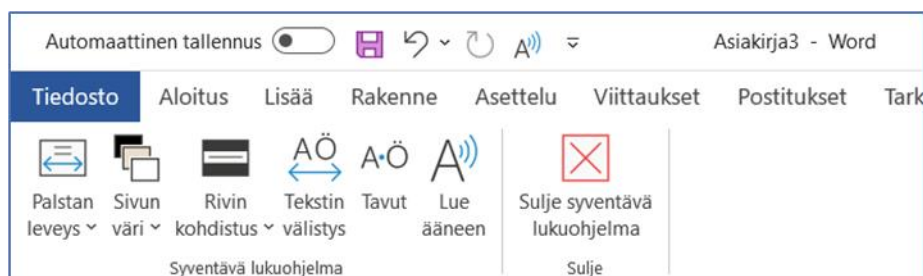 Automaattinen tallennus A Asiakirja3 - Word
Tiedosto Aloitus Lisää Rakenne Asettelu Viittaukset Postitukset Tark
AÖ A·Ö A
Palstan Sivun Rivin Tekstin Tavut Lue Sulje syventävä
leveys väri kohdistus välistys ääneen lukuohjelma
Syventävä lukuohjelma Sulje